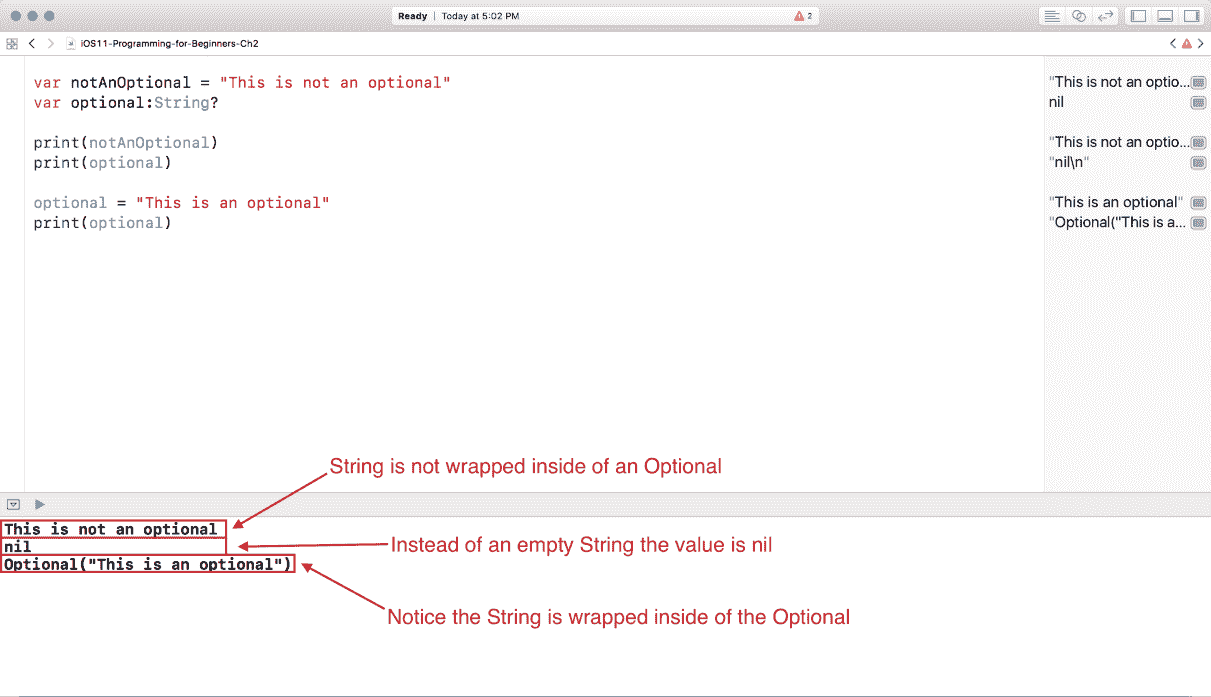 Ready | Today at 5:02 PM
2
iOS11-Programming-for-Beginners-Ch2
var notAnOptional = "This is not an optional"
"This is not an optio...
var optional:String?
nil
print(notAnOptional)
"This is not an optio...
print(optional)
"nil\n"
optional = "This is an optional"
"This is an optional"
print(optional)
"Optional("This is a...
String is not wrapped inside of an Optional
This is not an optional
nil
Instead of an empty String the value is nil
Optional("This is an optional")
Notice the String is wrapped inside of the Optional